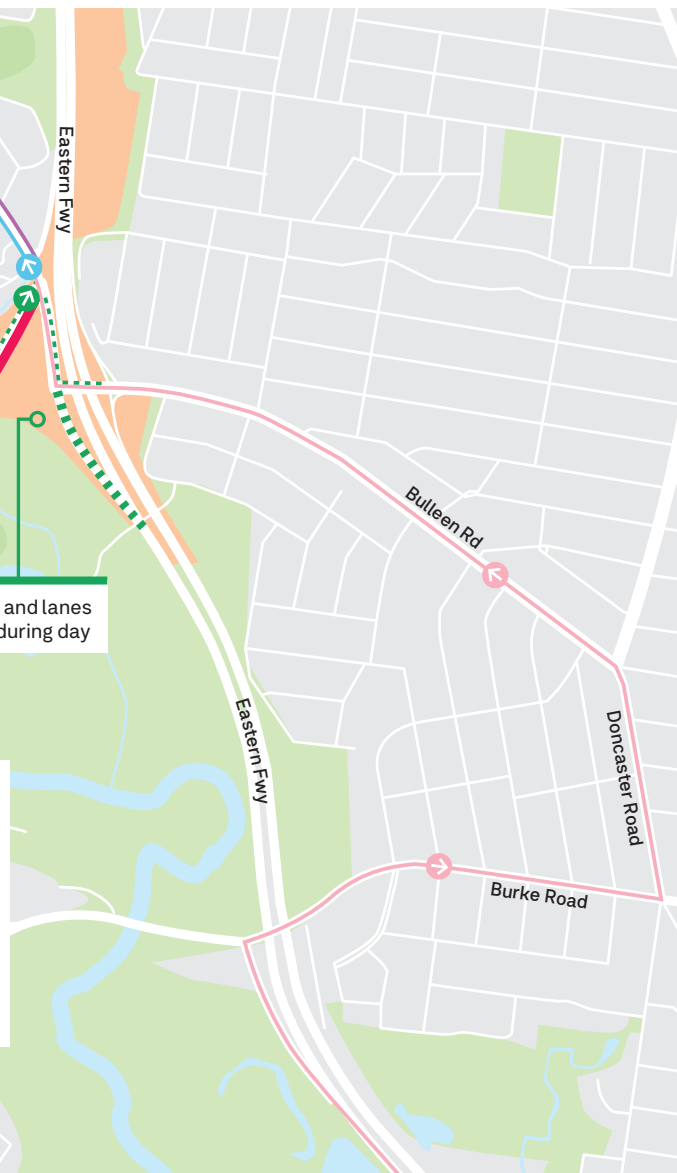 Eastern Fwy
Bulleen Rd
and lanes
during day
Eastern Fwy
Doncaster Road
Burke Road